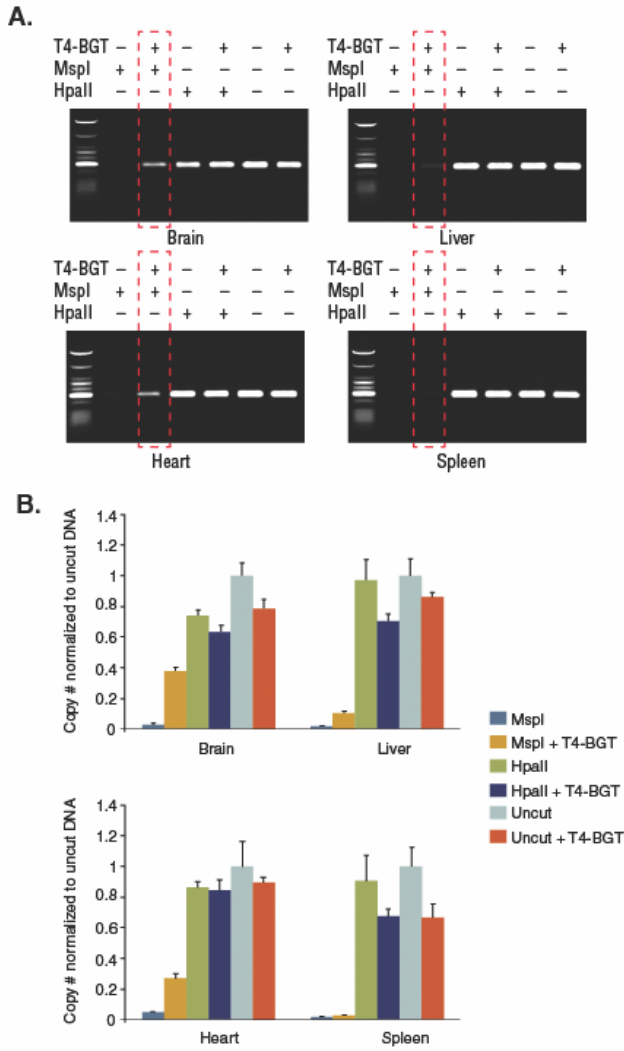 A.
T4-BGT – + – + – + T4-BGT – + – + – +
MspI + + – – – – MspI + + – – – –
HpaII – – + + – – HpaII – – + + – –
Brain Liver
T4-BGT – + – + – + T4-BGT – + – + – +
MspI + + – – – – MspI + + – – – –
HpaII – – + + – – HpaII – – + + – –
Heart Spleen
B.
Copy # normalized to uncut DNA
1.4
1.2
1
0.8
0.6
0.4
0.2
0
Brain Liver
MspI
MspI + T4-BGT
HpaII
HpaII + T4-BGT
Uncut
Uncut + T4-BGT
Copy # normalized to uncut DNA
1.4
1.2
1
0.8
0.6
0.4
0.2
0
Heart Spleen